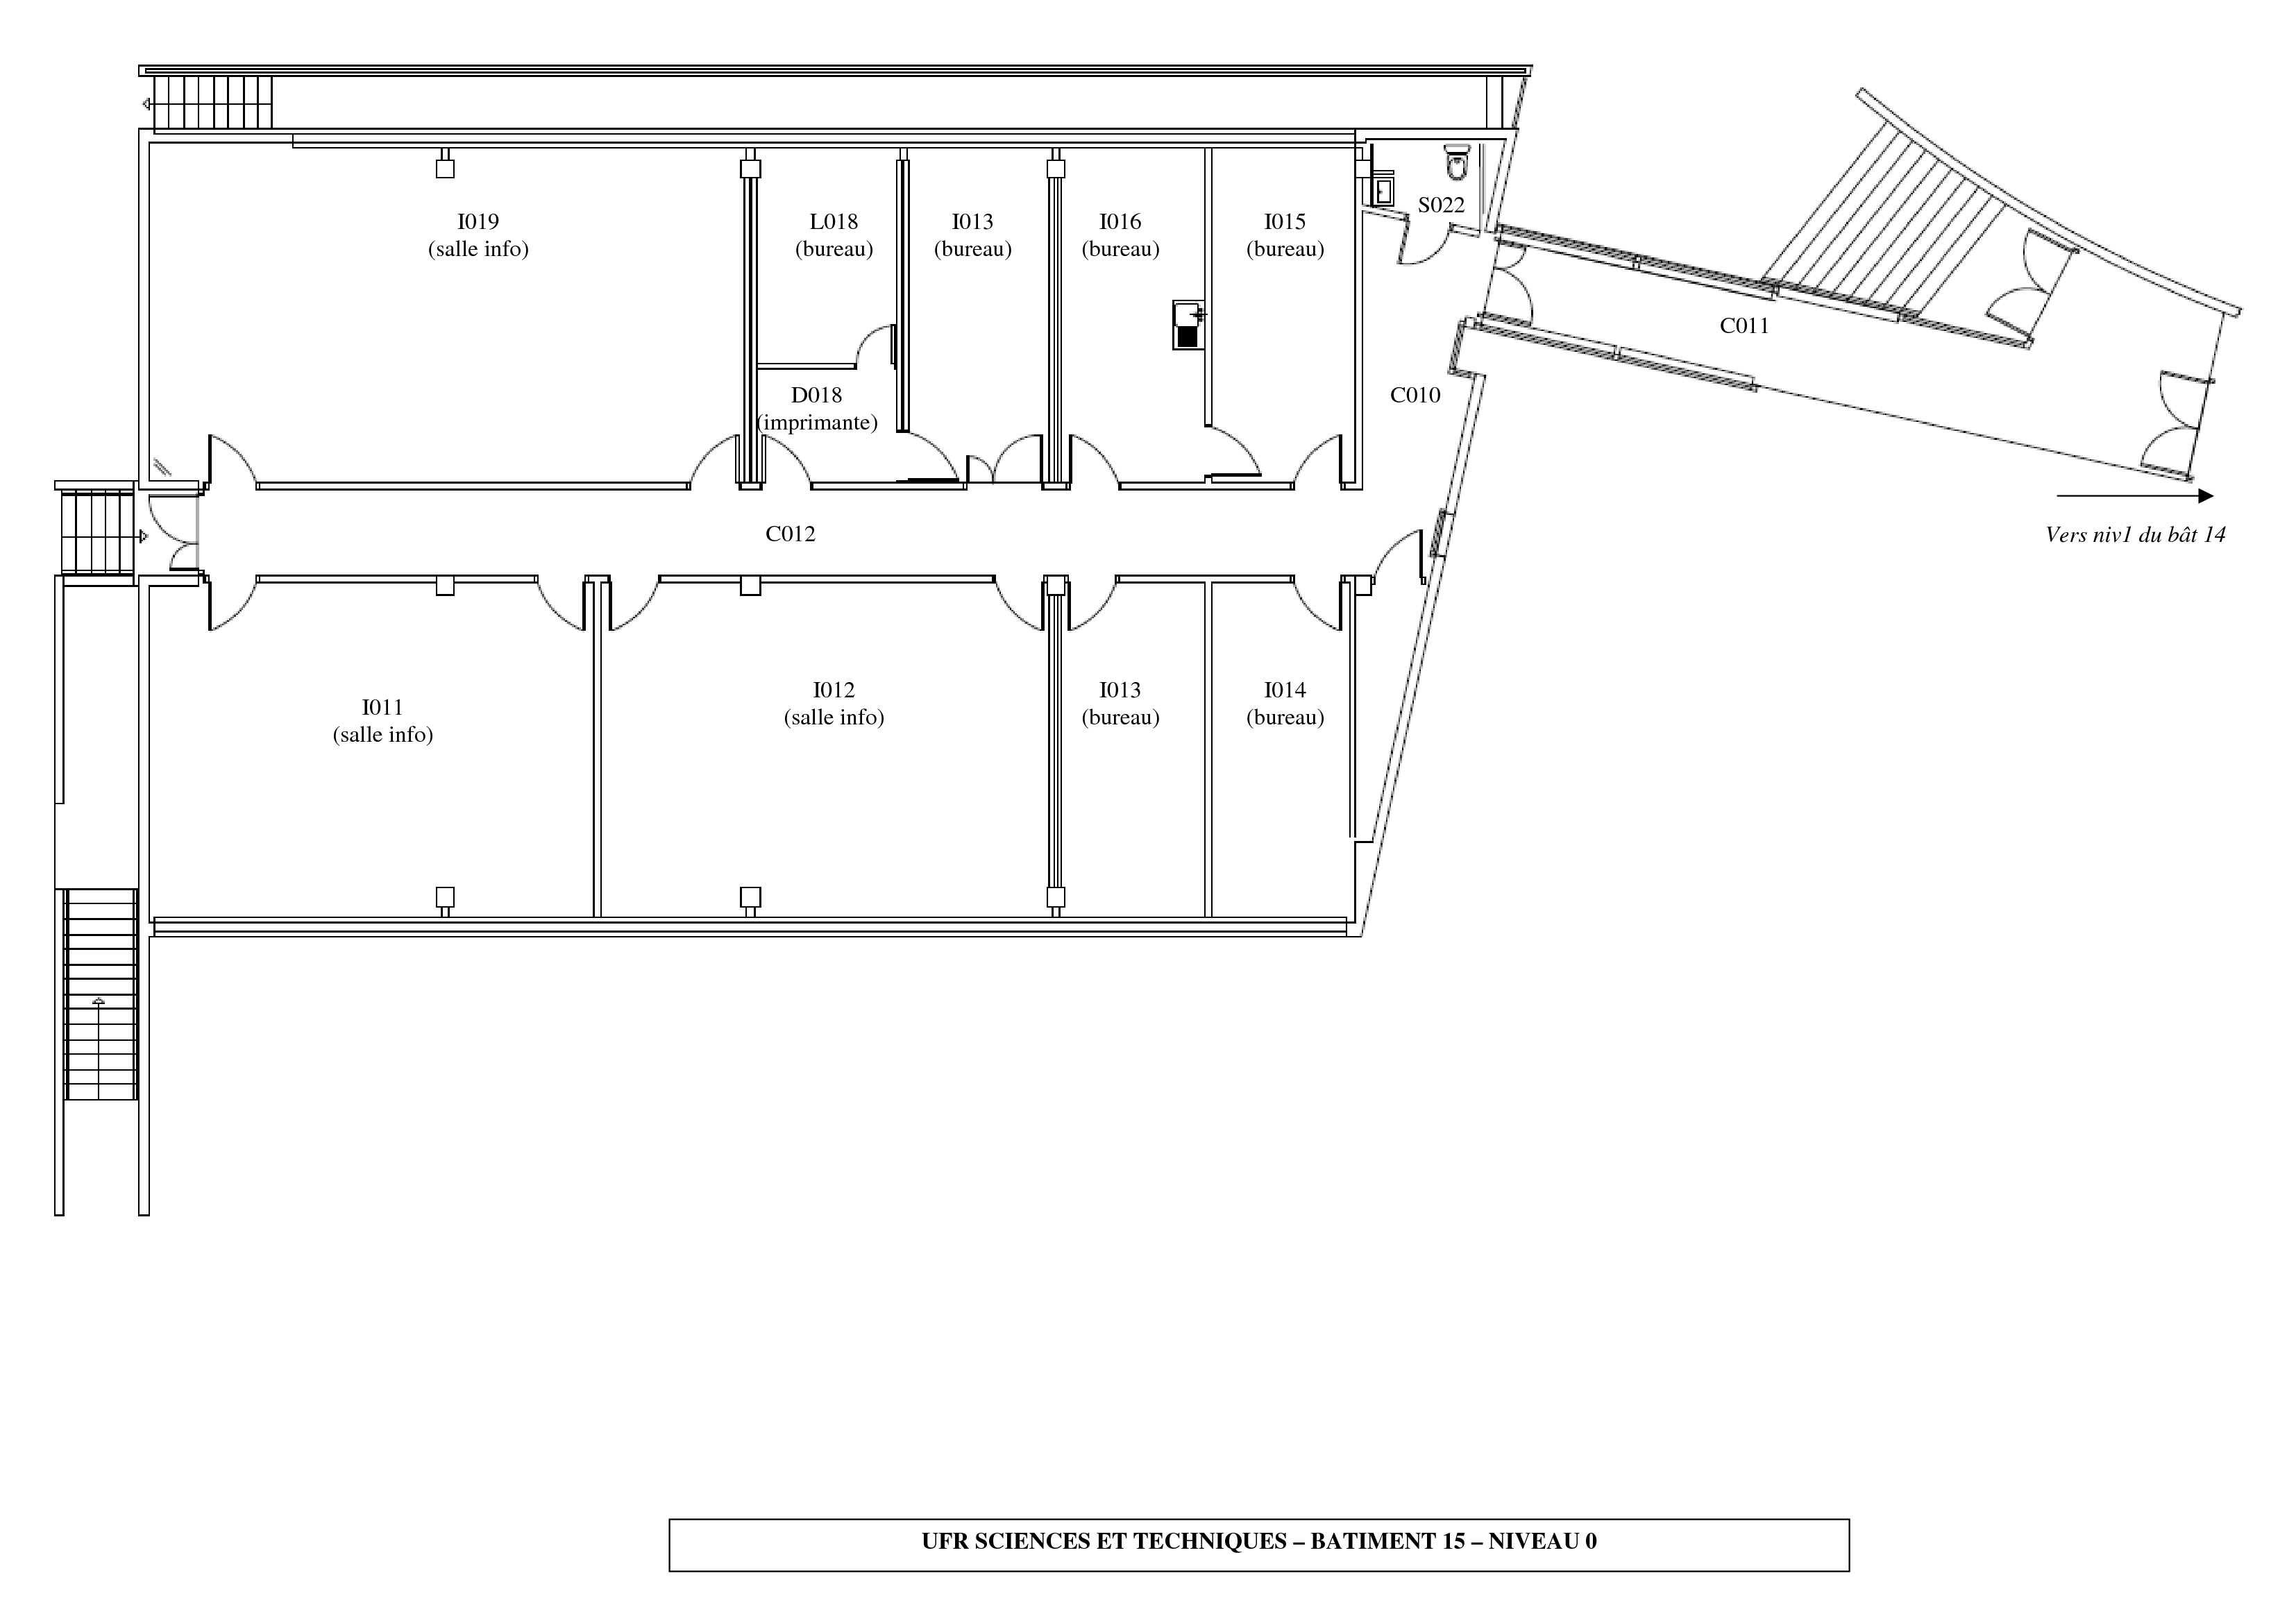 I019
(salle info)
L018
(bureau)
I013
(bureau)
I016
(bureau)
I015
(bureau)
S022
C011
D018
(imprimante)
C010
C012
Vers niv1 du bât 14
I011
(salle info)
I012
(salle info)
I013
(bureau)
I014
(bureau)
UFR SCIENCES ET TECHNIQUES – BATIMENT 15 – NIVEAU 0